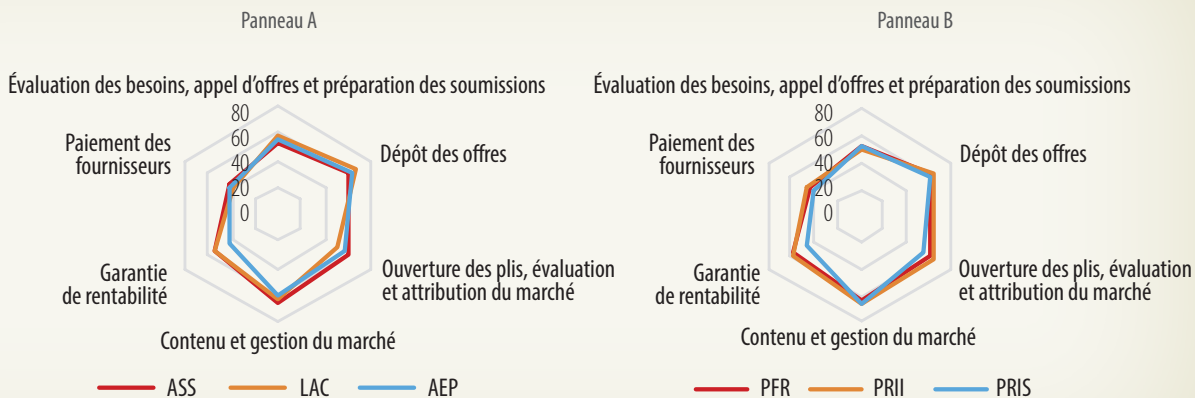 Panneau A
Évaluation des besoins, appel d'offres et préparation des soumissions
80
60
40
20
0
Paiement des
fournisseurs
Dépôt des offres
Garantie
de rentabilité
Ouverture des plis, évaluation
et attribution du marché
Contenu et gestion du marché
ASS
LAC
AEP
Panneau B
Évaluation des besoins, appel d'offres et préparation des soumissions
80
60
40
20
0
Paiement des
fournisseurs
Dépôt des offres
Garantie
de rentabilité
Ouverture des plis, évaluation
et attribution du marché
Contenu et gestion du marché
PFR
PRII
PRIS